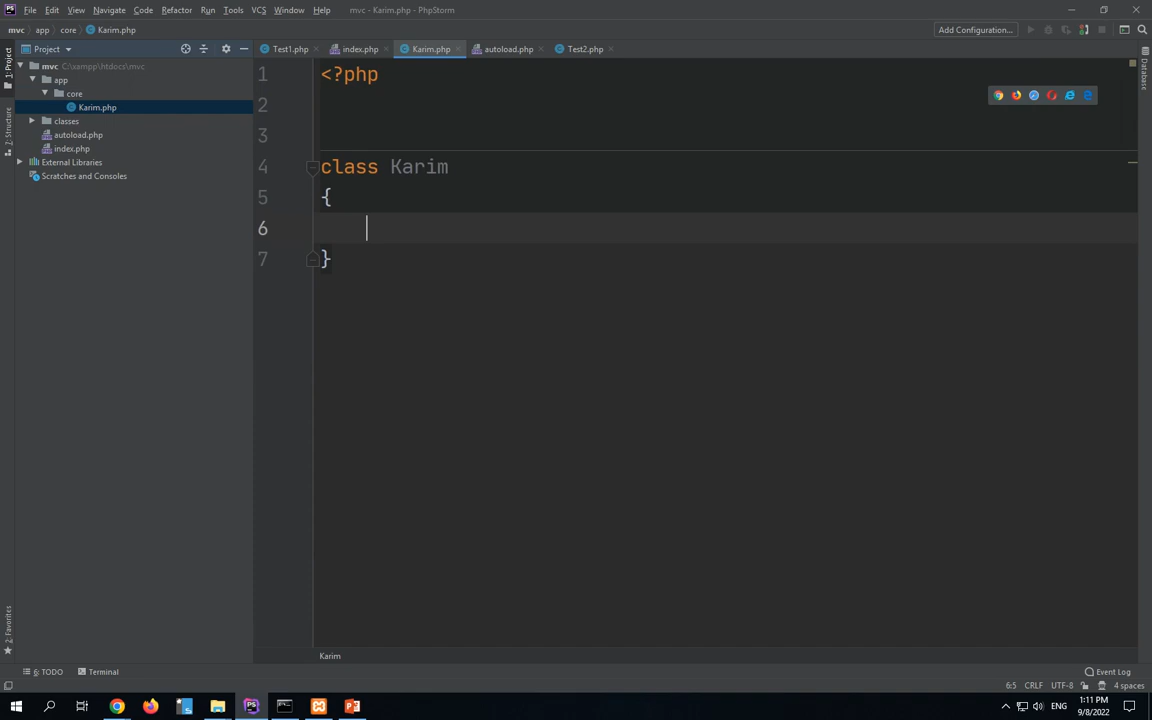 File Edit View Navigate Code Refactor Run Tools VCS Window Help mvc - Karim.php - PhpStorm
mvc app core Karim.php Add Configuration...
1: Project
Project
Test1.php index.php Karim.php autoload.php Test2.php
Database
mvc C:\xampp\htdocs\mvc
app
core
Karim.php
classes
autoload.php
index.php
External Libraries
Scratches and Consoles
7: Structure
1 <?php
2
3
4 class Karim
5 {
6
7 }
2: Favorites
Karim
6: TODO Terminal Event Log
6:5 CRLF UTF-8 4 spaces
ENG 1:11 PM
9/8/2022